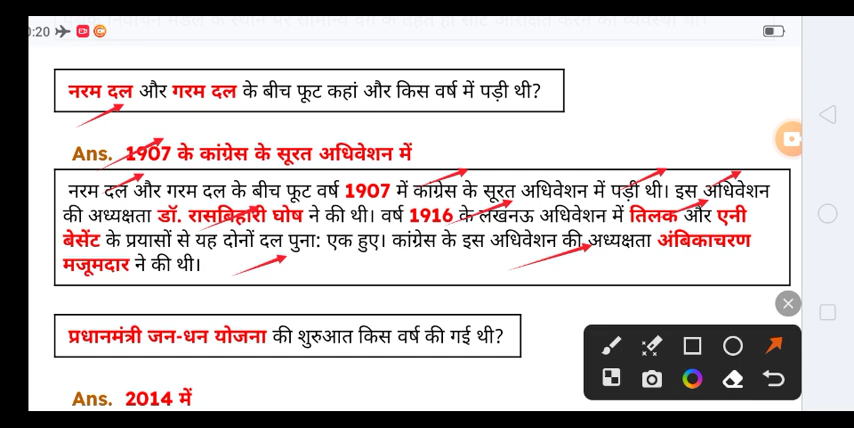 :20
नरम दल और गरम दल के बीच फूट कहां और किस वर्ष में पड़ी थी?
Ans. 1907 के कांग्रेस के सूरत अधिवेशन में
नरम दल और गरम दल के बीच फूट वर्ष 1907 में कांग्रेस के सूरत अधिवेशन में पड़ी थी। इस अधिवेशन
की अध्यक्षता डॉ. रासबिहारी घोष ने की थी। वर्ष 1916 के लखनऊ अधिवेशन में तिलक और एनी
बेसेंट के प्रयासों से यह दोनों दल पुना: एक हुए। कांग्रेस के इस अधिवेशन की अध्यक्षता अंबिकाचरण
मजूमदार ने की थी।
प्रधानमंत्री जन-धन योजना की शुरुआत किस वर्ष की गई थी?
Ans. 2014 में